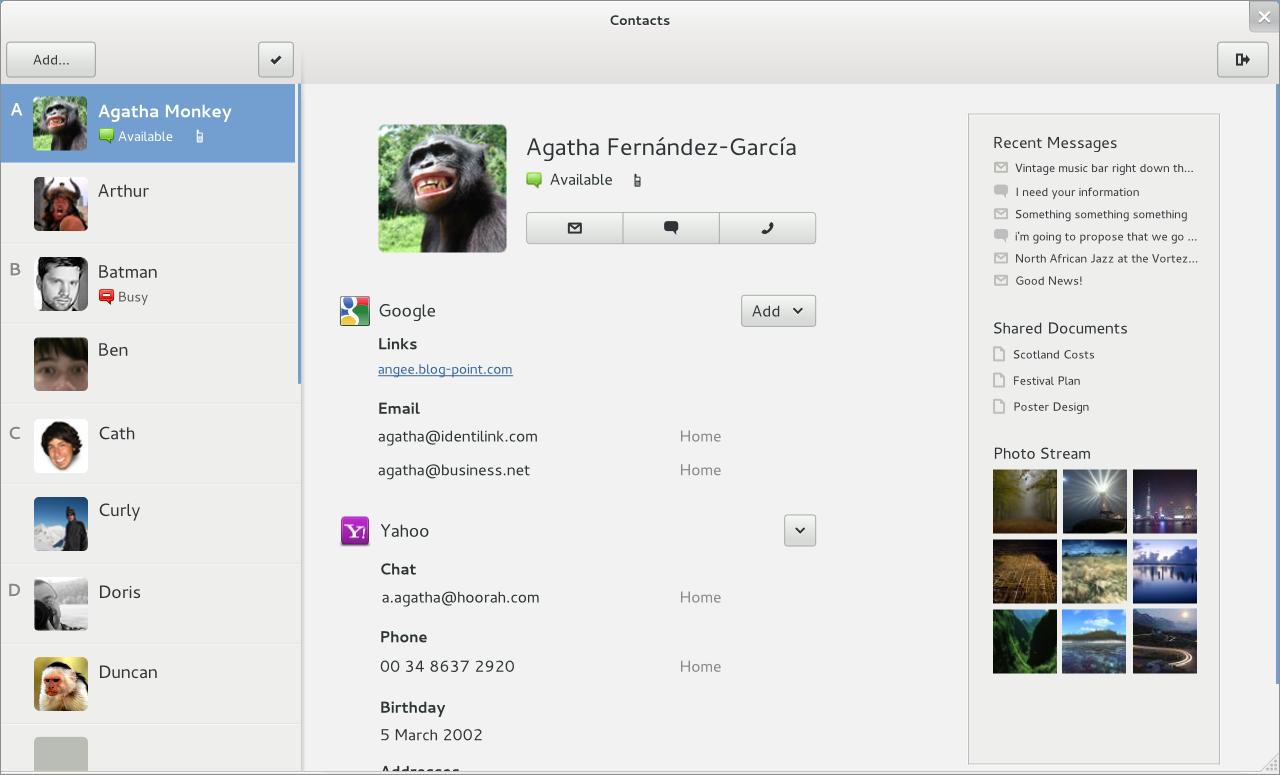 Contacts
Add...
A
Agatha Monkey
Available
Arthur
B
Batman
Busy
Ben
C
Cath
Curly
D
Doris
Duncan
Agatha Fernández-García
Available
Google
Add
Links
angee.blog-point.com
Email
agatha@identilink.com Home
agatha@business.net Home
Y!
Yahoo
Chat
a.agatha@hoorah.com Home
Phone
00 34 8637 2920 Home
Birthday
5 March 2002
Addresses
Recent Messages
Vintage music bar right down th...
I need your information
Something something something
i'm going to propose that we go ...
North African Jazz at the Vortez...
Good News!
Shared Documents
Scotland Costs
Festival Plan
Poster Design
Photo Stream